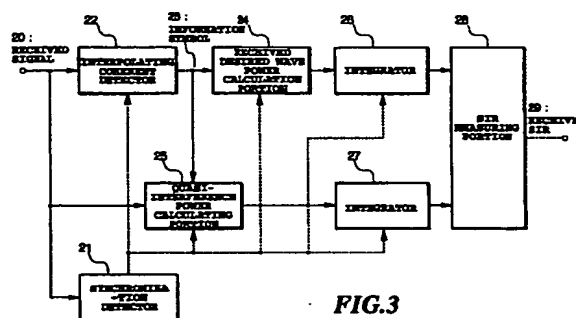 20:
RECEIVED
SIGNAL
22
INTERPOLATING
COHERENT
DETECTOR
23:
INFORMATION
SYMBOL
24
RECEIVED
DESIRED WAVE
POWER
CALCULATION
PORTION
26
INTEGRATOR
28
SIR
MEASURING
PORTION
29:
RECEIVE
SIR
25
QUASI-
INTERFERENCE
POWER
CALCULATING
PORTION
27
INTEGRATOR
21
SYNCHRONIZA
-TION
DETECTOR
FIG.3